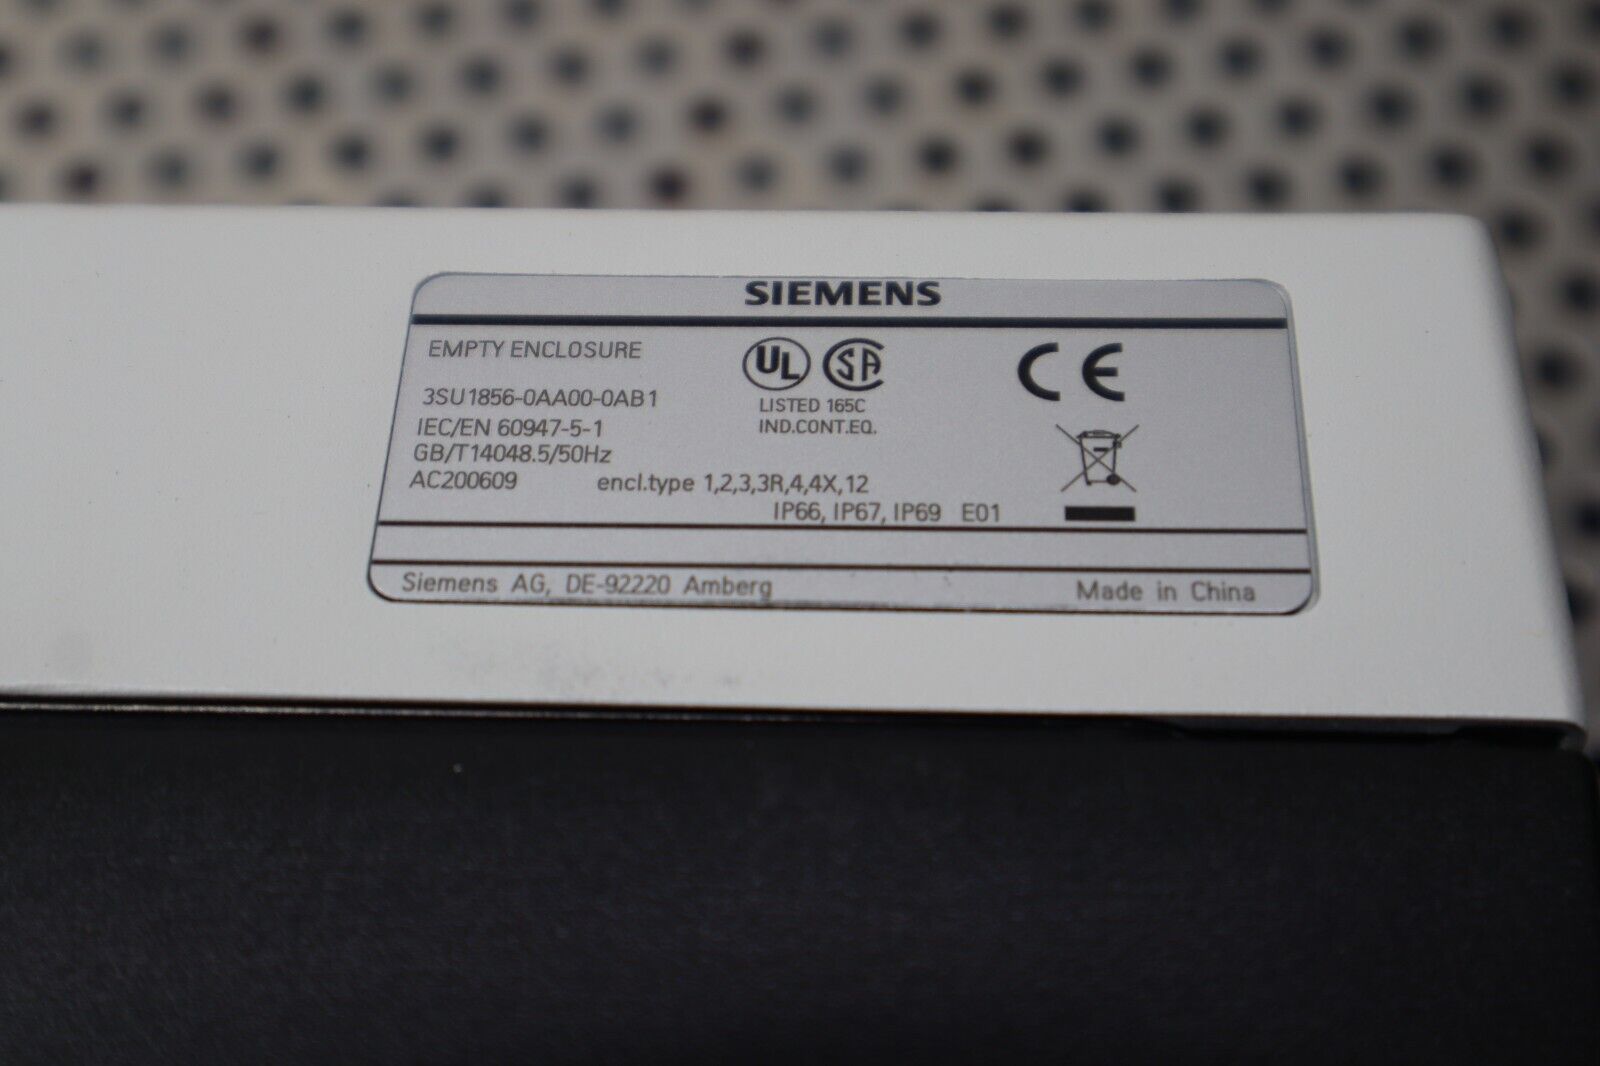 SIEMENS
EMPTY ENCLOSURE
3SU1856-0AA00-0AB1
IEC/EN 60947-5-1
GB/T14048.5/50Hz
AC200609
encl.type 1,2,3,3R,4,4X,12
IP66, IP67, IP69 E01
UL SA
LISTED 165C
IND.CONT.EQ.
CE
Siemens AG, DE-92220 Amberg
Made in China